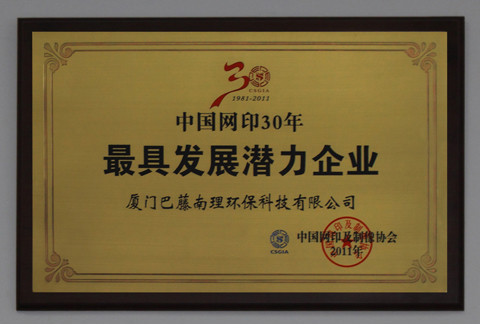 30
CSGIA
1981-2011
中国网印30年
最具发展潜力企业
厦门巴藤南理环保科技有限公司
中国网印及制像协会
CSGIA
2011年